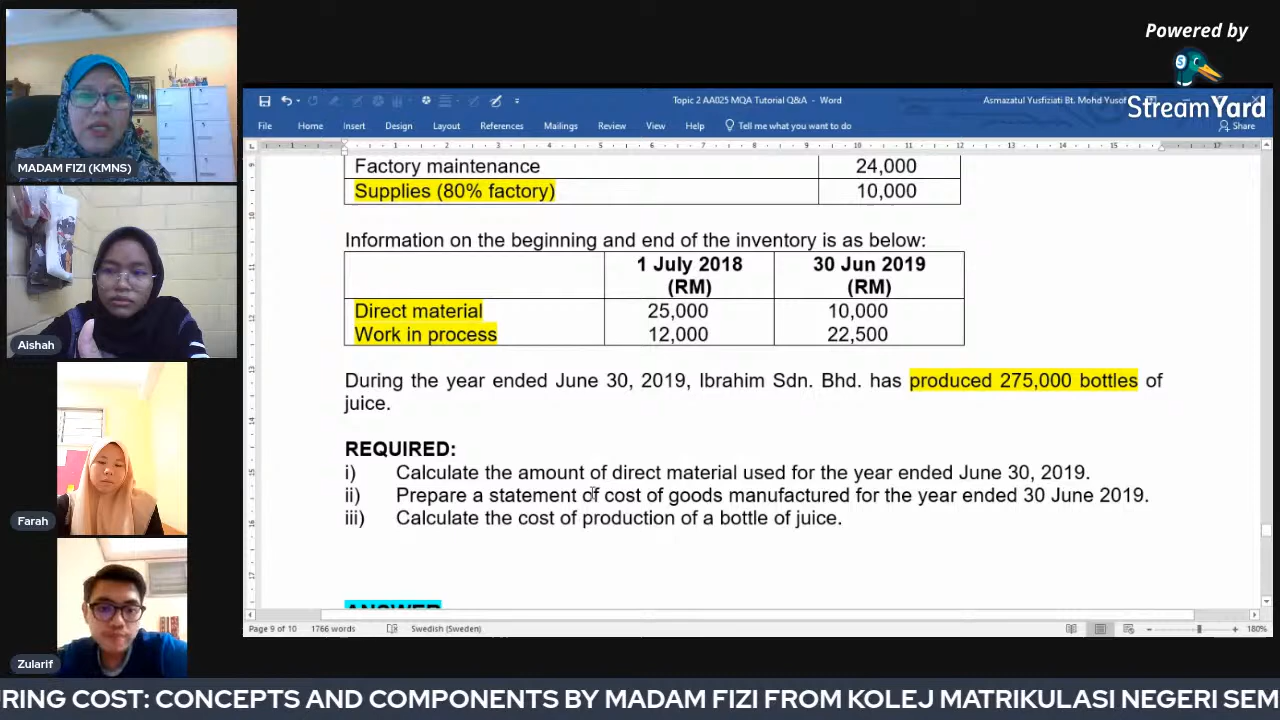 Powered by
StreamYard
MADAM FIZI (KMNS)
Aishah
Farah
Zularif
Topic 2 AA025 MQA Tutorial Q&A - Word
Asmazatul Yusfiziati Bt. Mohd Yusof
File Home Insert Design Layout References Mailings Review View Help Tell me what you want to do Share
Factory maintenance 24,000
Supplies (80% factory) 10,000
Information on the beginning and end of the inventory is as below:
1 July 2018 30 Jun 2019
(RM) (RM)
Direct material 25,000 10,000
Work in process 12,000 22,500
During the year ended June 30, 2019, Ibrahim Sdn. Bhd. has produced 275,000 bottles of
juice.
REQUIRED:
i) Calculate the amount of direct material used for the year ended June 30, 2019.
ii) Prepare a statement of cost of goods manufactured for the year ended 30 June 2019.
iii) Calculate the cost of production of a bottle of juice.
ANSWER
Page 9 of 10 1766 words Swedish (Sweden) 180%
URING COST: CONCEPTS AND COMPONENTS BY MADAM FIZI FROM KOLEJ MATRIKULASI NEGERI SEM